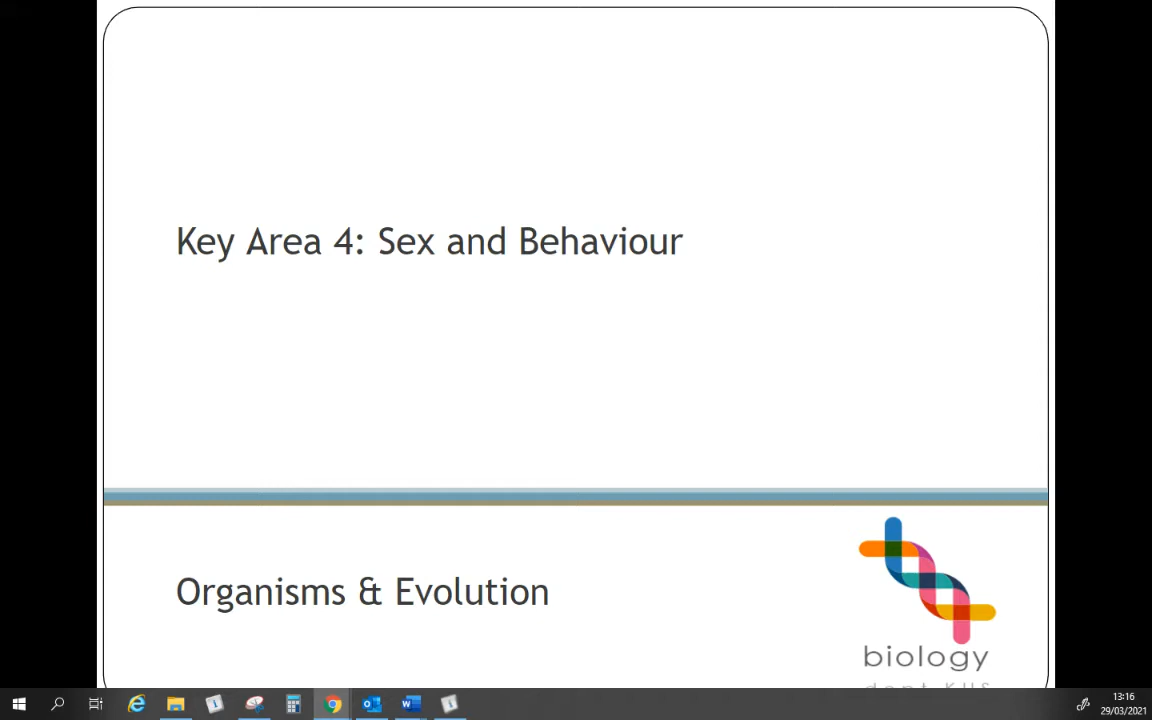 Key Area 4: Sex and Behaviour
Organisms & Evolution
biology
13:16
29/03/2021